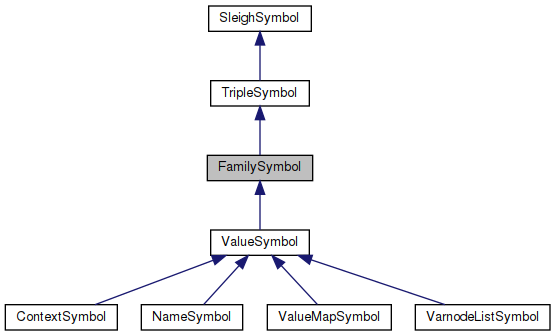 SleighSymbol
TripleSymbol
FamilySymbol
ValueSymbol
ContextSymbol
NameSymbol
ValueMapSymbol
VarnodeListSymbol